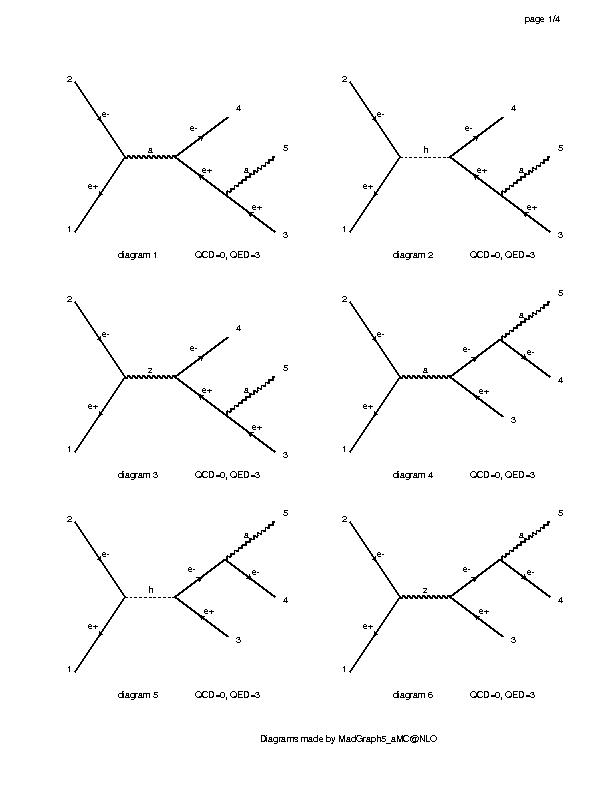 page 1/4
2
e-
e+
1
a
e-
4
e+
a
5
e+
3
diagram 1 QCD=0, QED=3
2
e-
e+
1
h
e-
4
e+
a
5
e+
3
diagram 2 QCD=0, QED=3
2
e-
e+
1
z
e-
4
e+
a
5
e+
3
diagram 3 QCD=0, QED=3
2
e-
e+
1
a
e-
a
5
e-
4
e+
3
diagram 4 QCD=0, QED=3
2
e-
e+
1
h
e-
a
5
e-
4
e+
3
diagram 5 QCD=0, QED=3
2
e-
e+
1
z
e-
a
5
e-
4
e+
3
diagram 6 QCD=0, QED=3
Diagrams made by MadGraph5_aMC@NLO